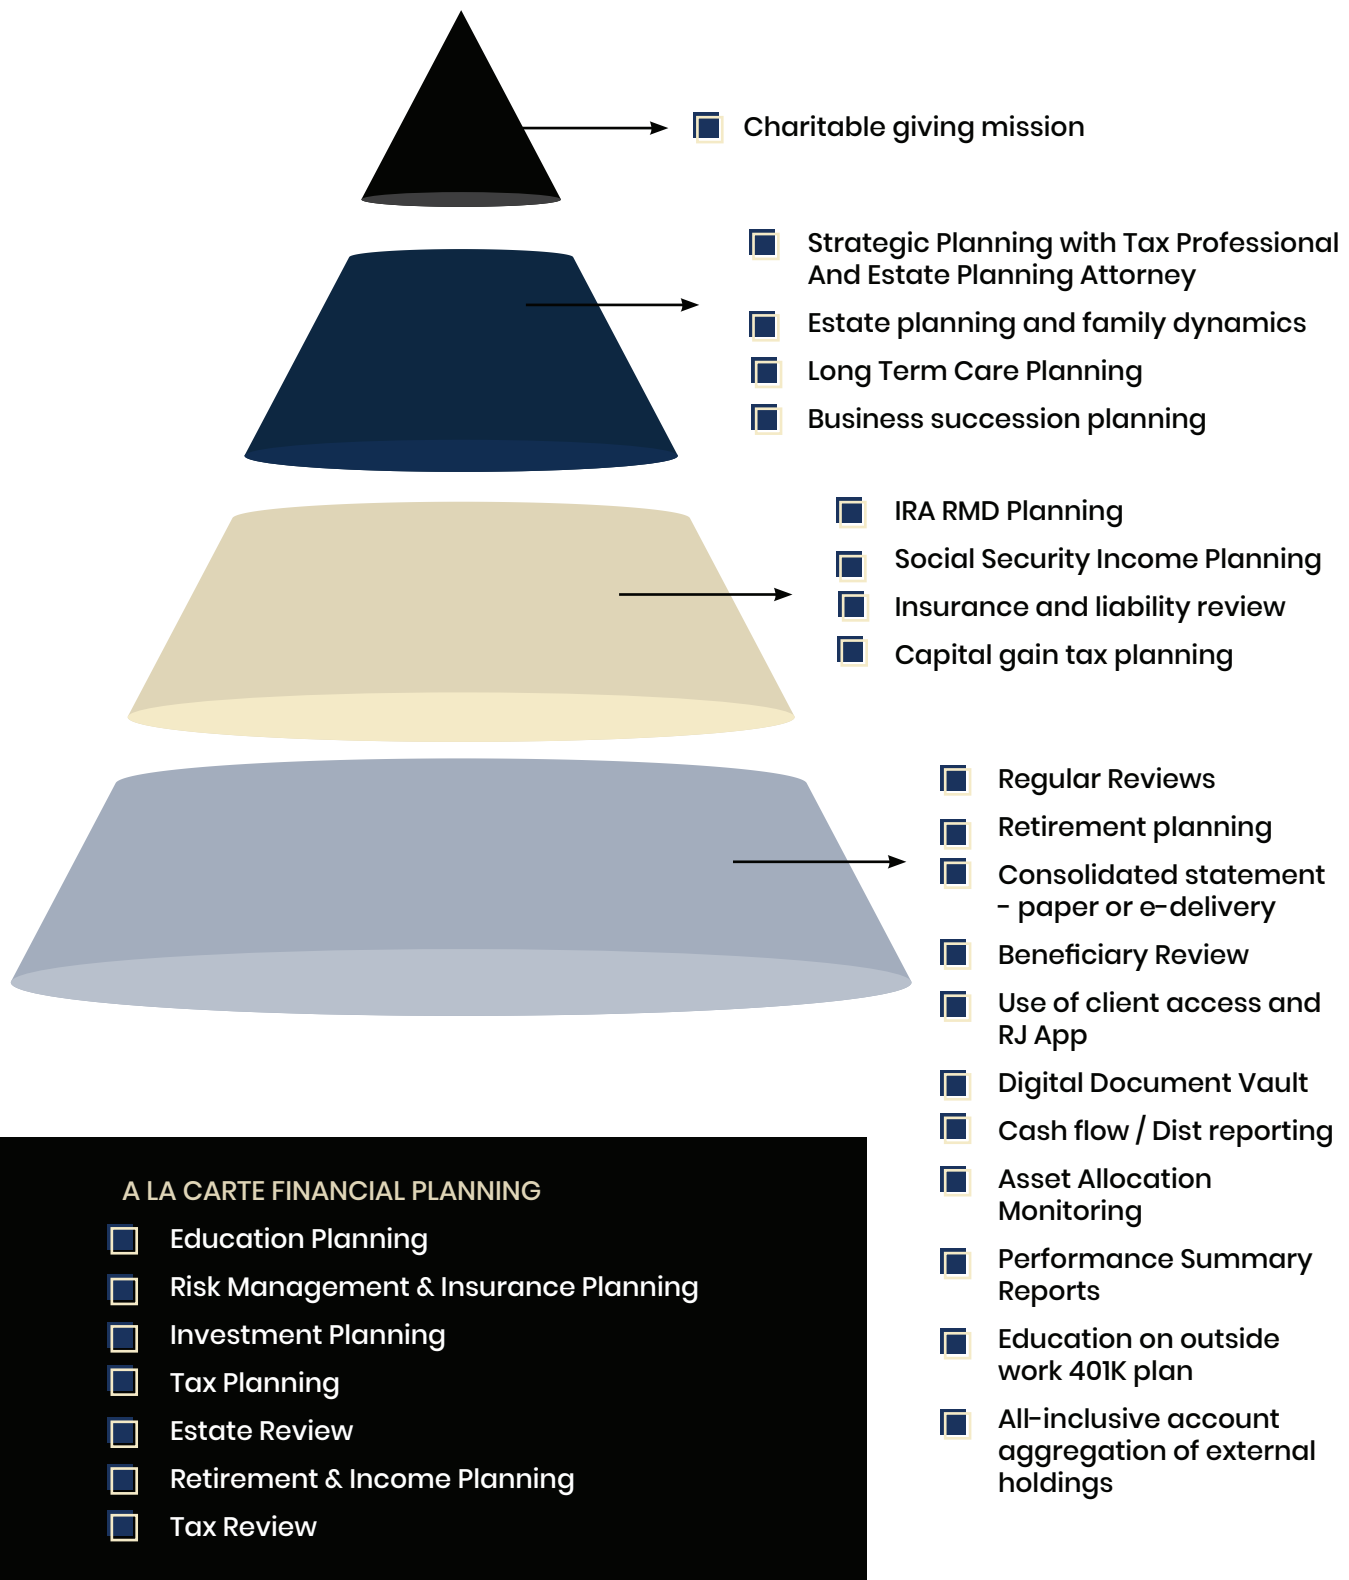 Charitable giving mission
Strategic Planning with Tax Professional
And Estate Planning Attorney
Estate planning and family dynamics
Long Term Care Planning
Business succession planning
IRA RMD Planning
Social Security Income Planning
Insurance and liability review
Capital gain tax planning
Regular Reviews
Retirement planning
Consolidated statement
- paper or e-delivery
Beneficiary Review
Use of client access and
RJ App
Digital Document Vault
Cash flow / Dist reporting
Asset Allocation
Monitoring
Performance Summary
Reports
Education on outside
work 401K plan
All-inclusive account
aggregation of external
holdings
A LA CARTE FINANCIAL PLANNING
Education Planning
Risk Management & Insurance Planning
Investment Planning
Tax Planning
Estate Review
Retirement & Income Planning
Tax Review